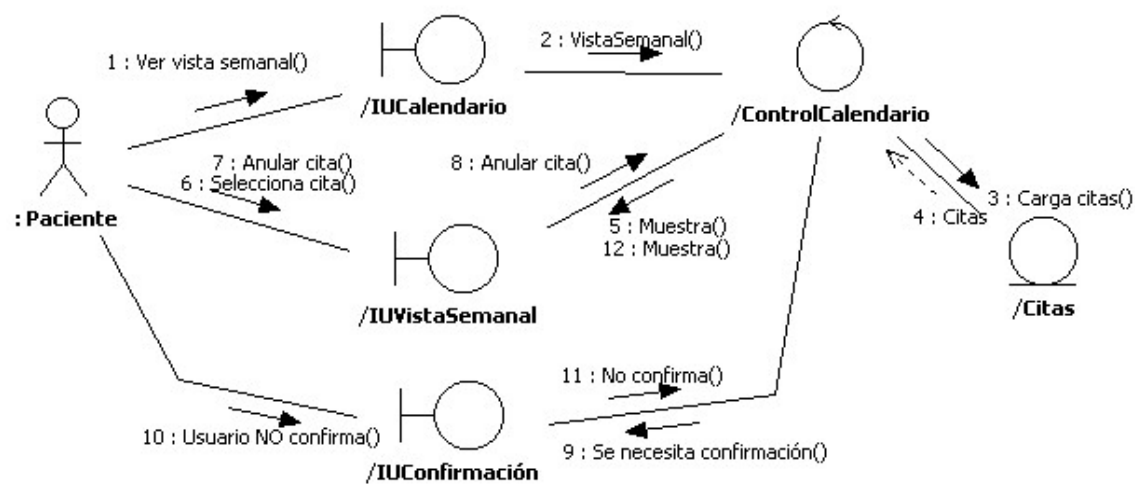 2 : VistaSemanal()
1 : Ver vista semanal()
/IUCalendario
/ControlCalendario
7 : Anular cita()
8 : Anular cita()
6 : Selecciona cita()
3 : Carga citas()
: Paciente
4 : Citas
5 : Muestra()
12 : Muestra()
/IUVistaSemanal
/Citas
11 : No confirma()
10 : Usuario NO confirma()
9 : Se necesita confirmación()
/IUConfirmación